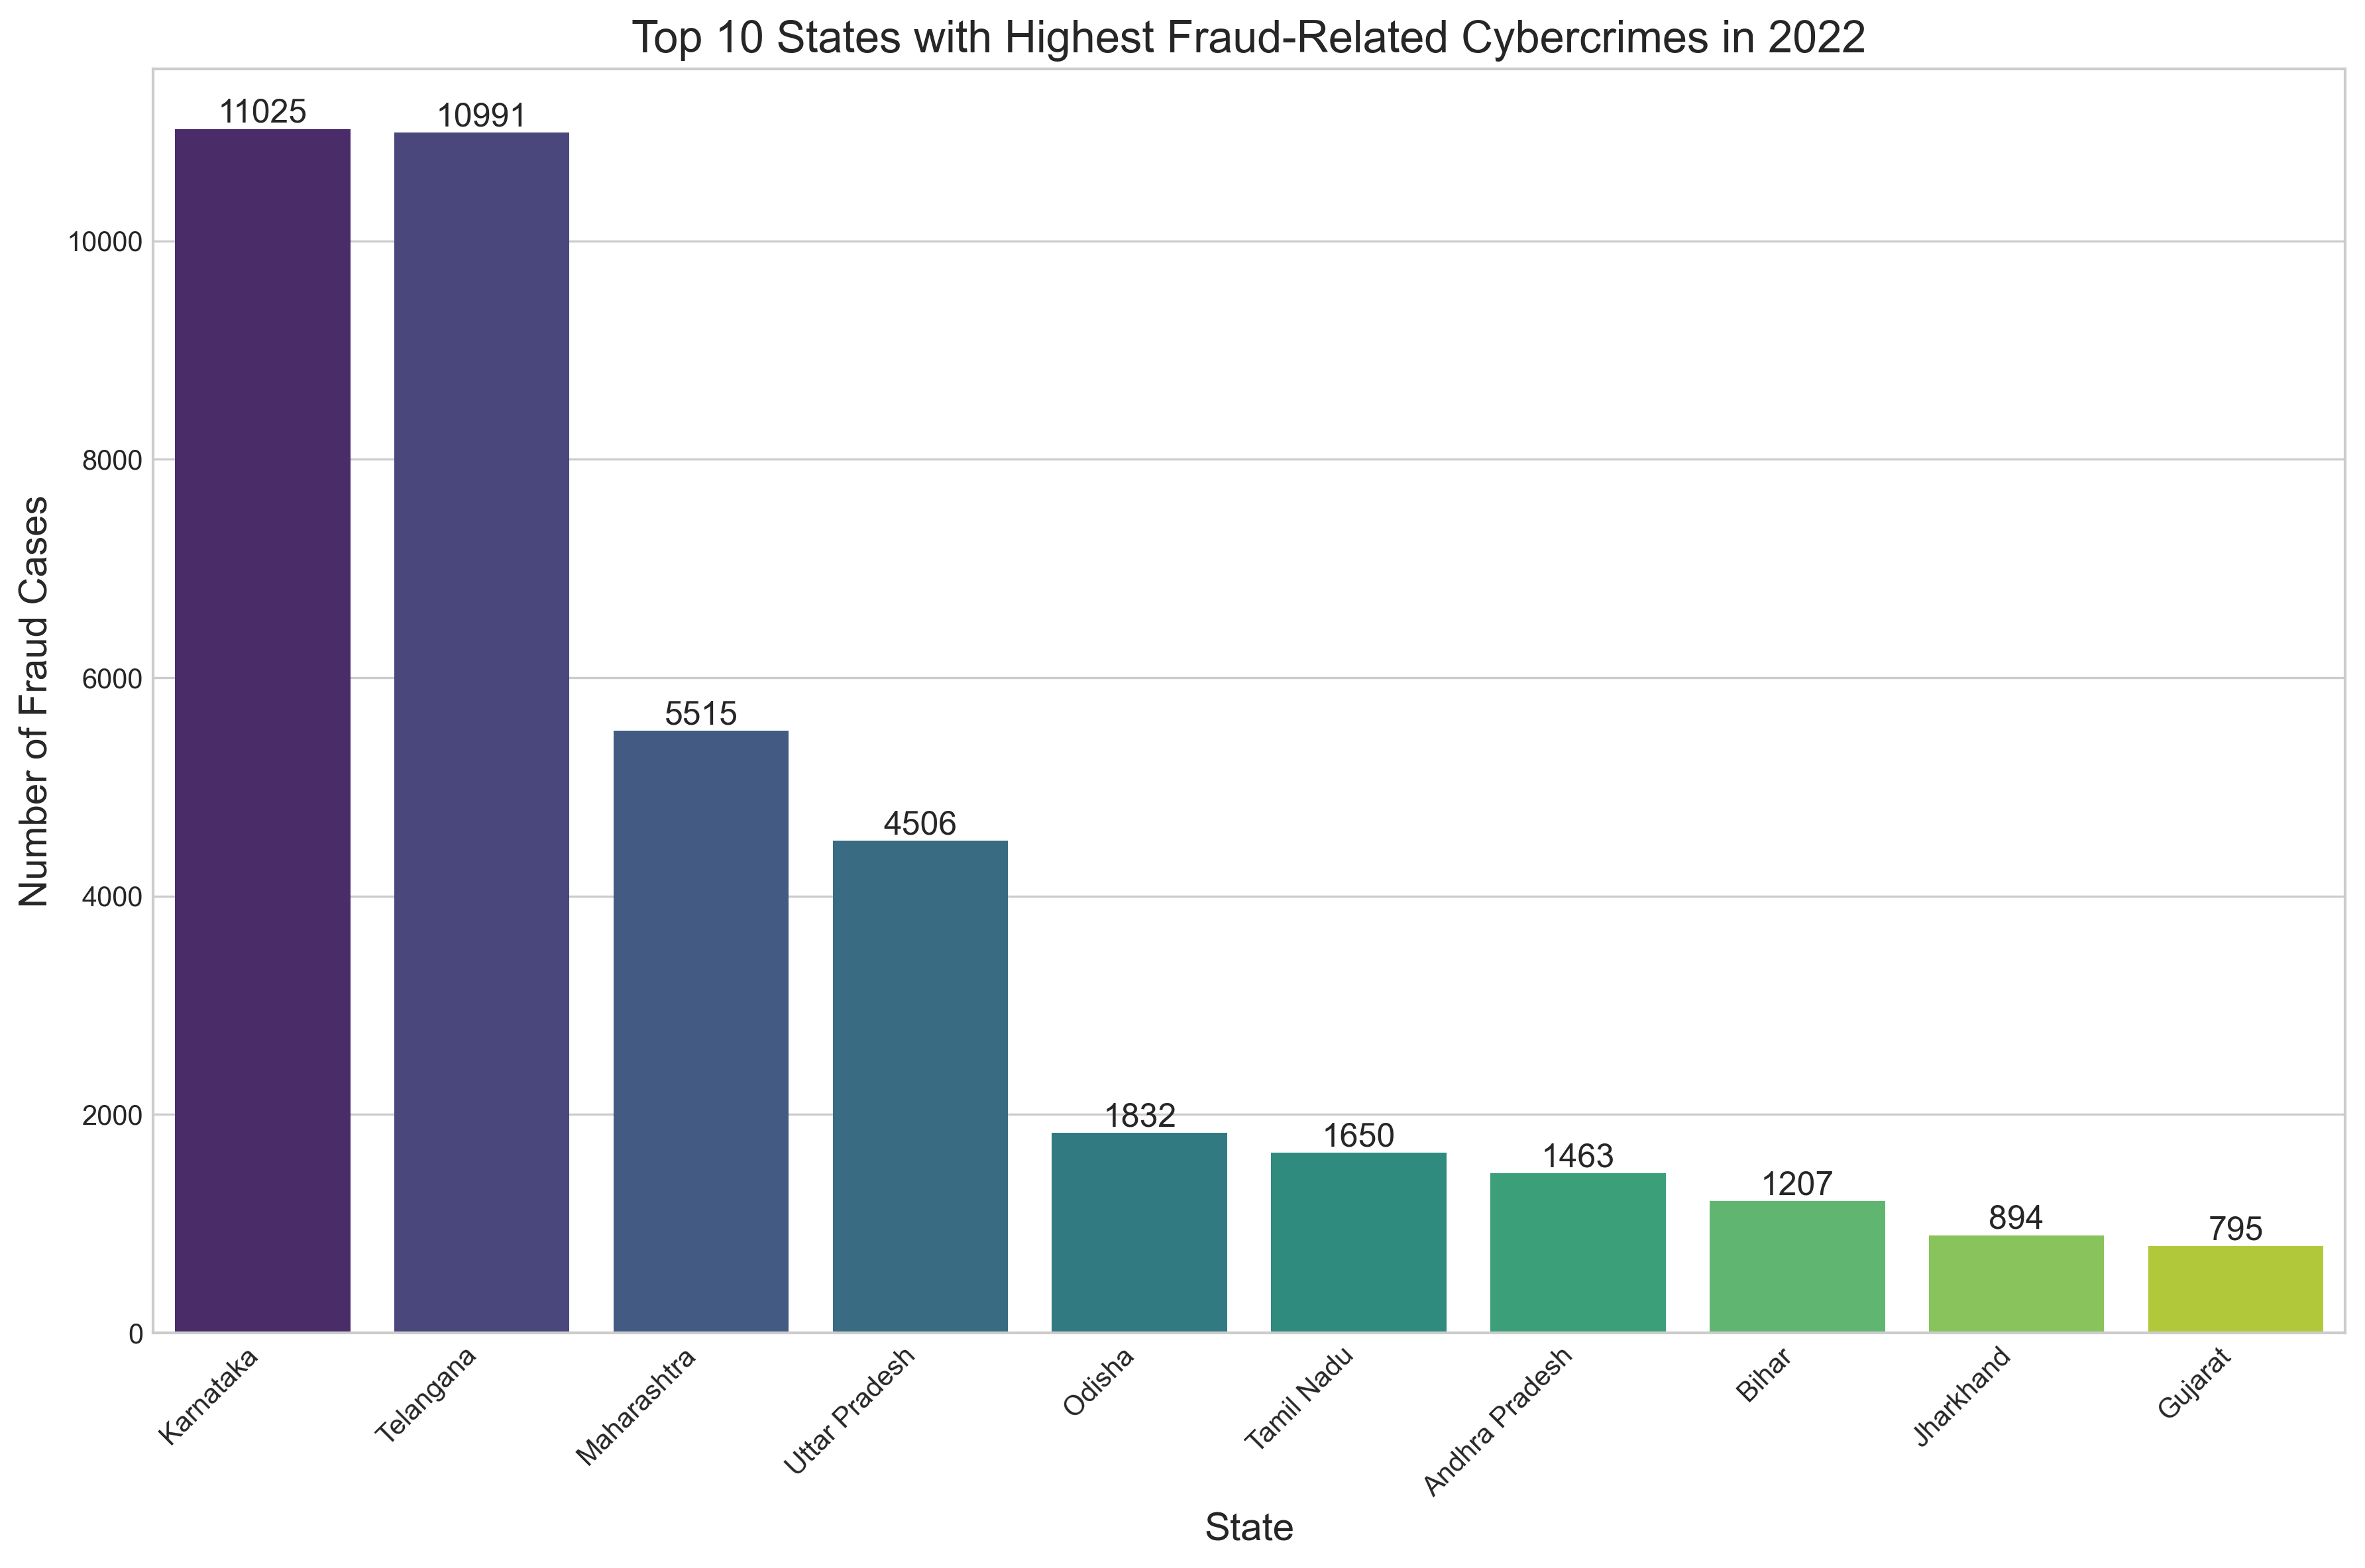 Top 10 States with Highest Fraud-Related Cybercrimes in 2022
Number of Fraud Cases
10000
8000
6000
4000
2000
0
11025
10991
5515
4506
1832
1650
1463
1207
894
795
Karnataka
Telangana
Maharashtra
Uttar Pradesh
Odisha
Tamil Nadu
Andhra Pradesh
Bihar
Jharkhand
Gujarat
State